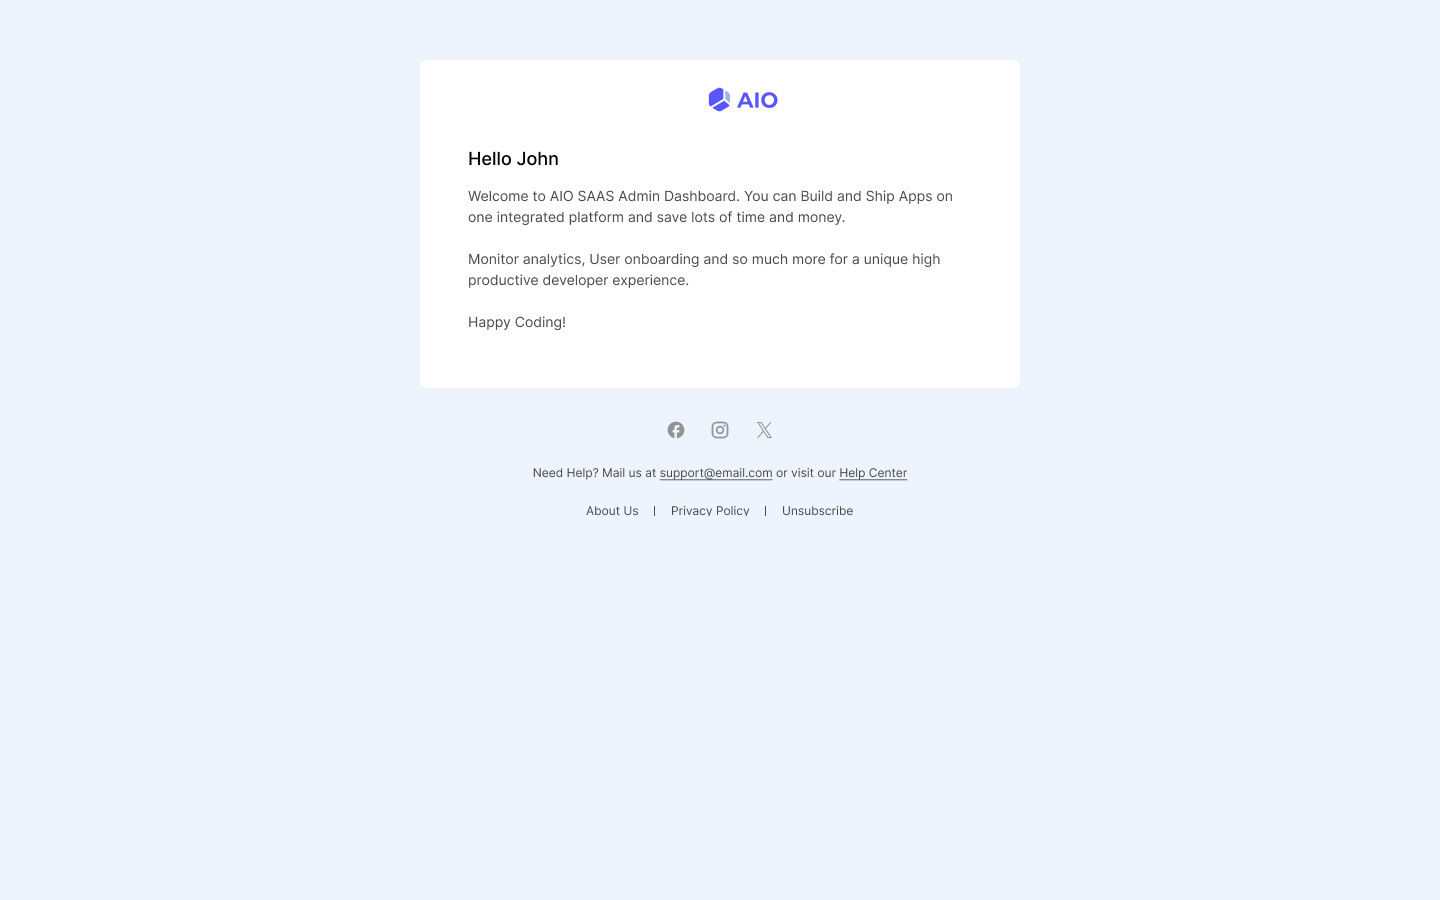 AIO
Hello John
Welcome to AIO SAAS Admin Dashboard. You can Build and Ship Apps on
one integrated platform and save lots of time and money.
Monitor analytics, User onboarding and so much more for a unique high
productive developer experience.
Happy Coding!
Need Help? Mail us at support@email.com or visit our Help Center
About Us | Privacy Policy | Unsubscribe